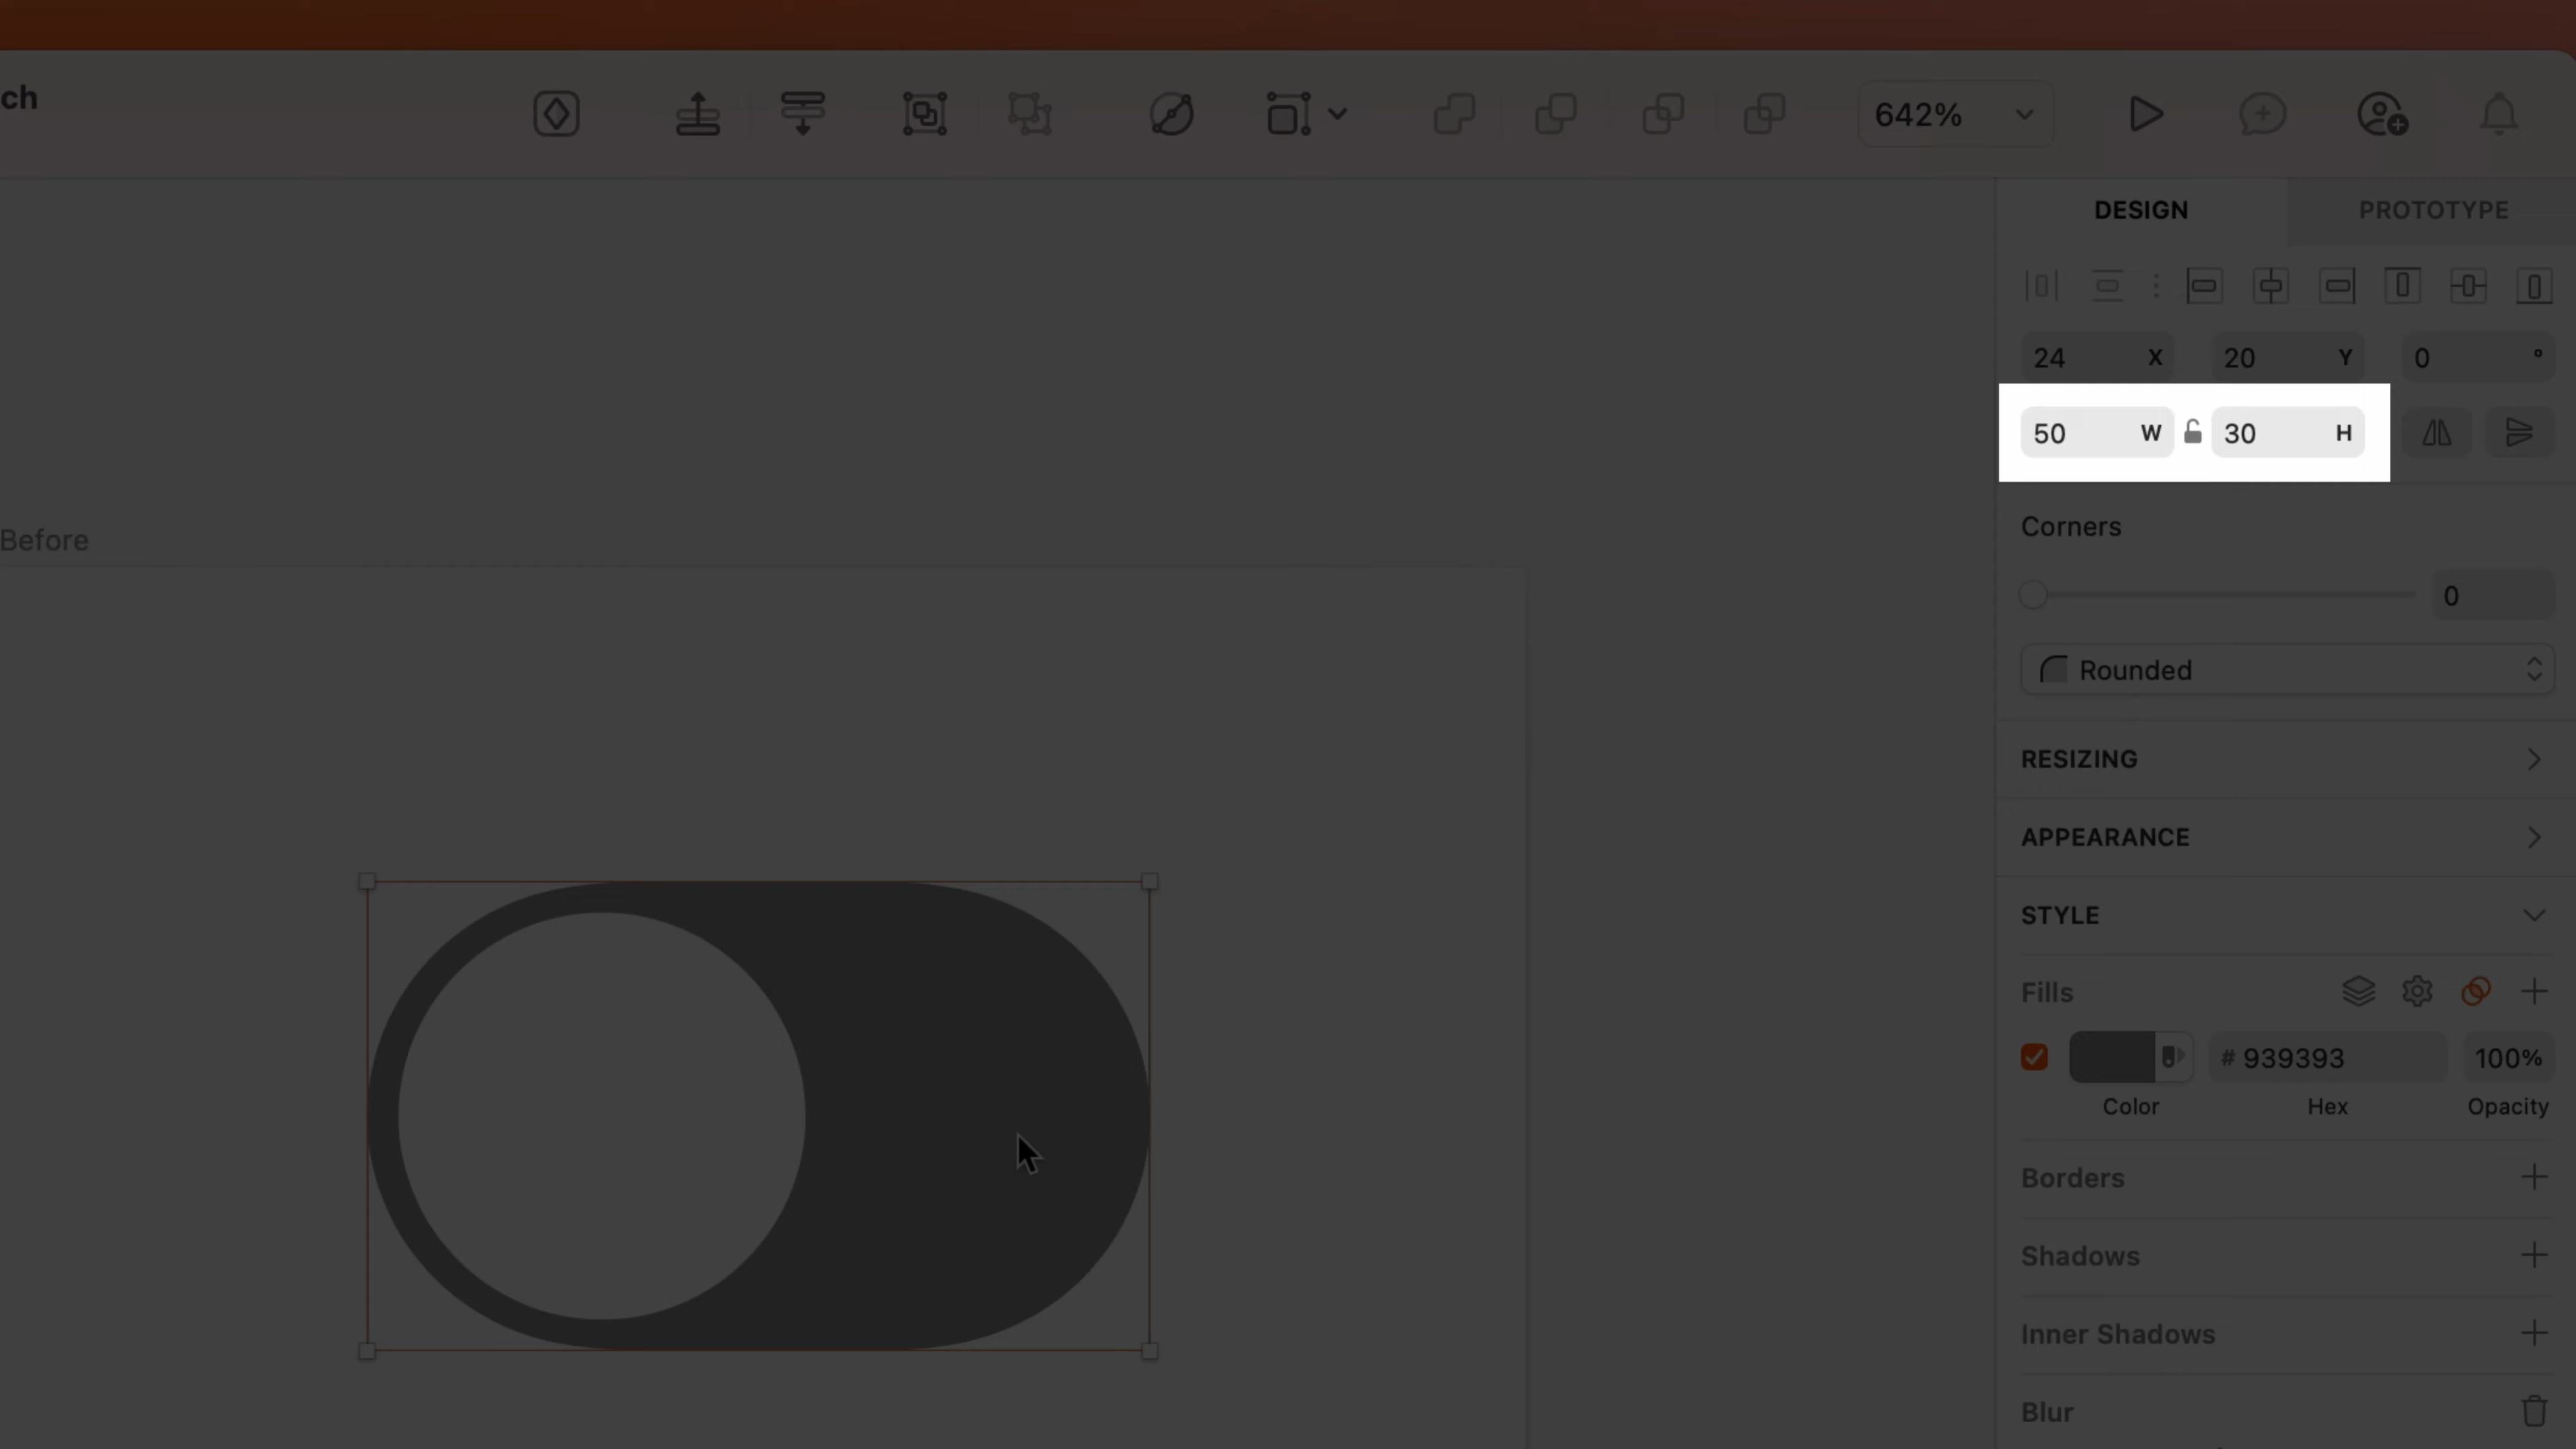 ch
642%
DESIGN PROTOTYPE
24 X 20 Y 0 °
50 W 30 H
Corners
0
Rounded
RESIZING
APPEARANCE
STYLE
Fills
# 939393 100%
Color Hex Opacity
Borders
Shadows
Inner Shadows
Blur
Before